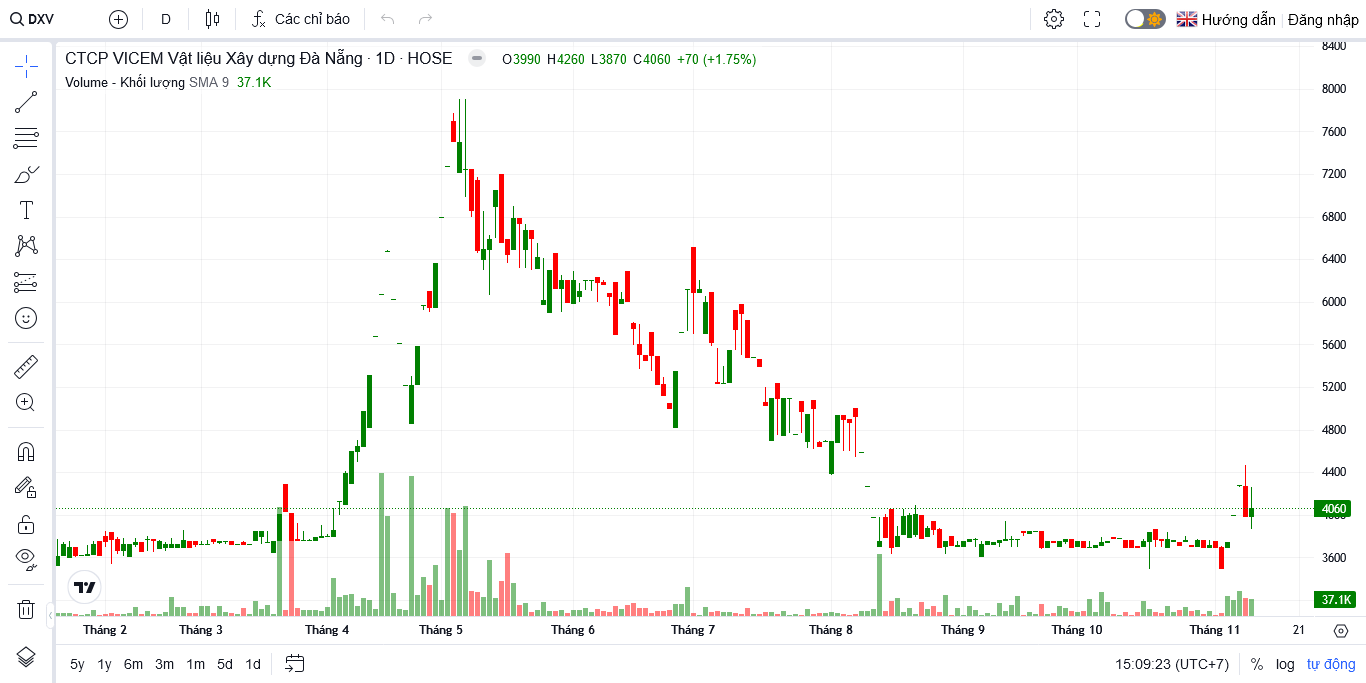 DXV D Các chỉ báo Hướng dẫn Đăng nhập
CTCP VICEM Vật liệu Xây dựng Đà Nẵng · 1D · HOSE O3990 H4260 L3870 C4060 +70 (+1.75%)
Volume - Khối lượng SMA 9 37.1K
8400
8000
7600
7200
6800
6400
6000
5600
5200
4800
4400
4060
3600
37.1K
Tháng 2 Tháng 3 Tháng 4 Tháng 5 Tháng 6 Tháng 7 Tháng 8 Tháng 9 Tháng 10 Tháng 11 21
5y 1y 6m 3m 1m 5d 1d 15:09:23 (UTC+7) % log tự động